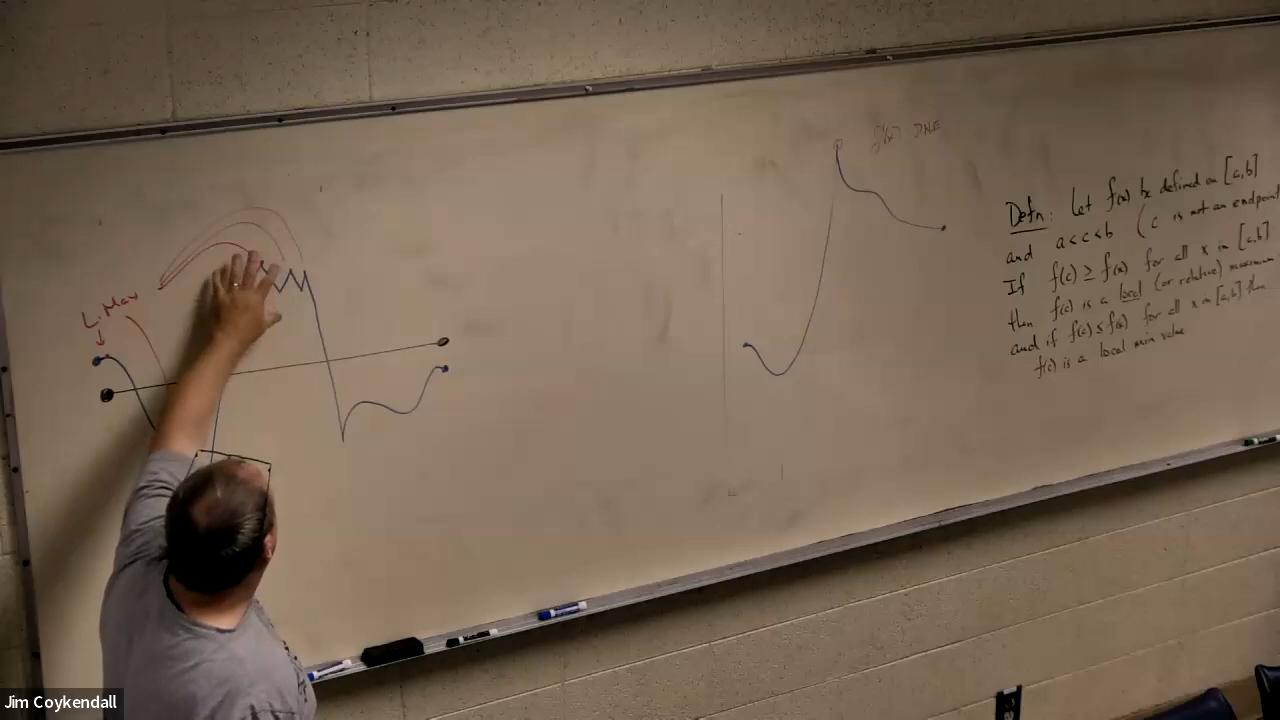 L. Max
f'(x) DNE
Defn: Let f(x) be defined on [a,b]
and a<c<b (c is not an endpoint
If f(c) ≥ f(x) for all x in [a,b]
then f(c) is a local (or relative) maximum
and if f(c) ≤ f(x) for all x in [a,b] then
f(c) is a local min value
Jim Coykendall